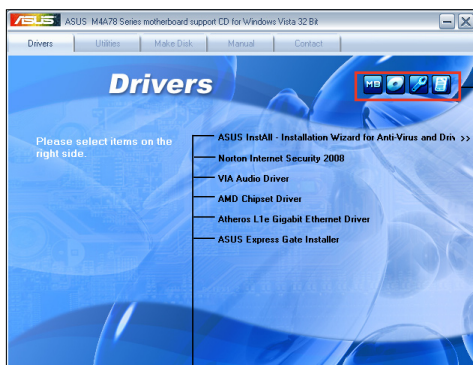 ASUS M4A78 Series motherboard support CD for Windows Vista 32 Bit
Drivers Utilities Make Disk Manual Contact
Drivers
MB
Please select items on the
right side.
ASUS InstAll - Installation Wizard for Anti-Virus and Driv >>
Norton Internet Security 2008
VIA Audio Driver
AMD Chipset Driver
Atheros L1e Gigabit Ethernet Driver
ASUS Express Gate Installer